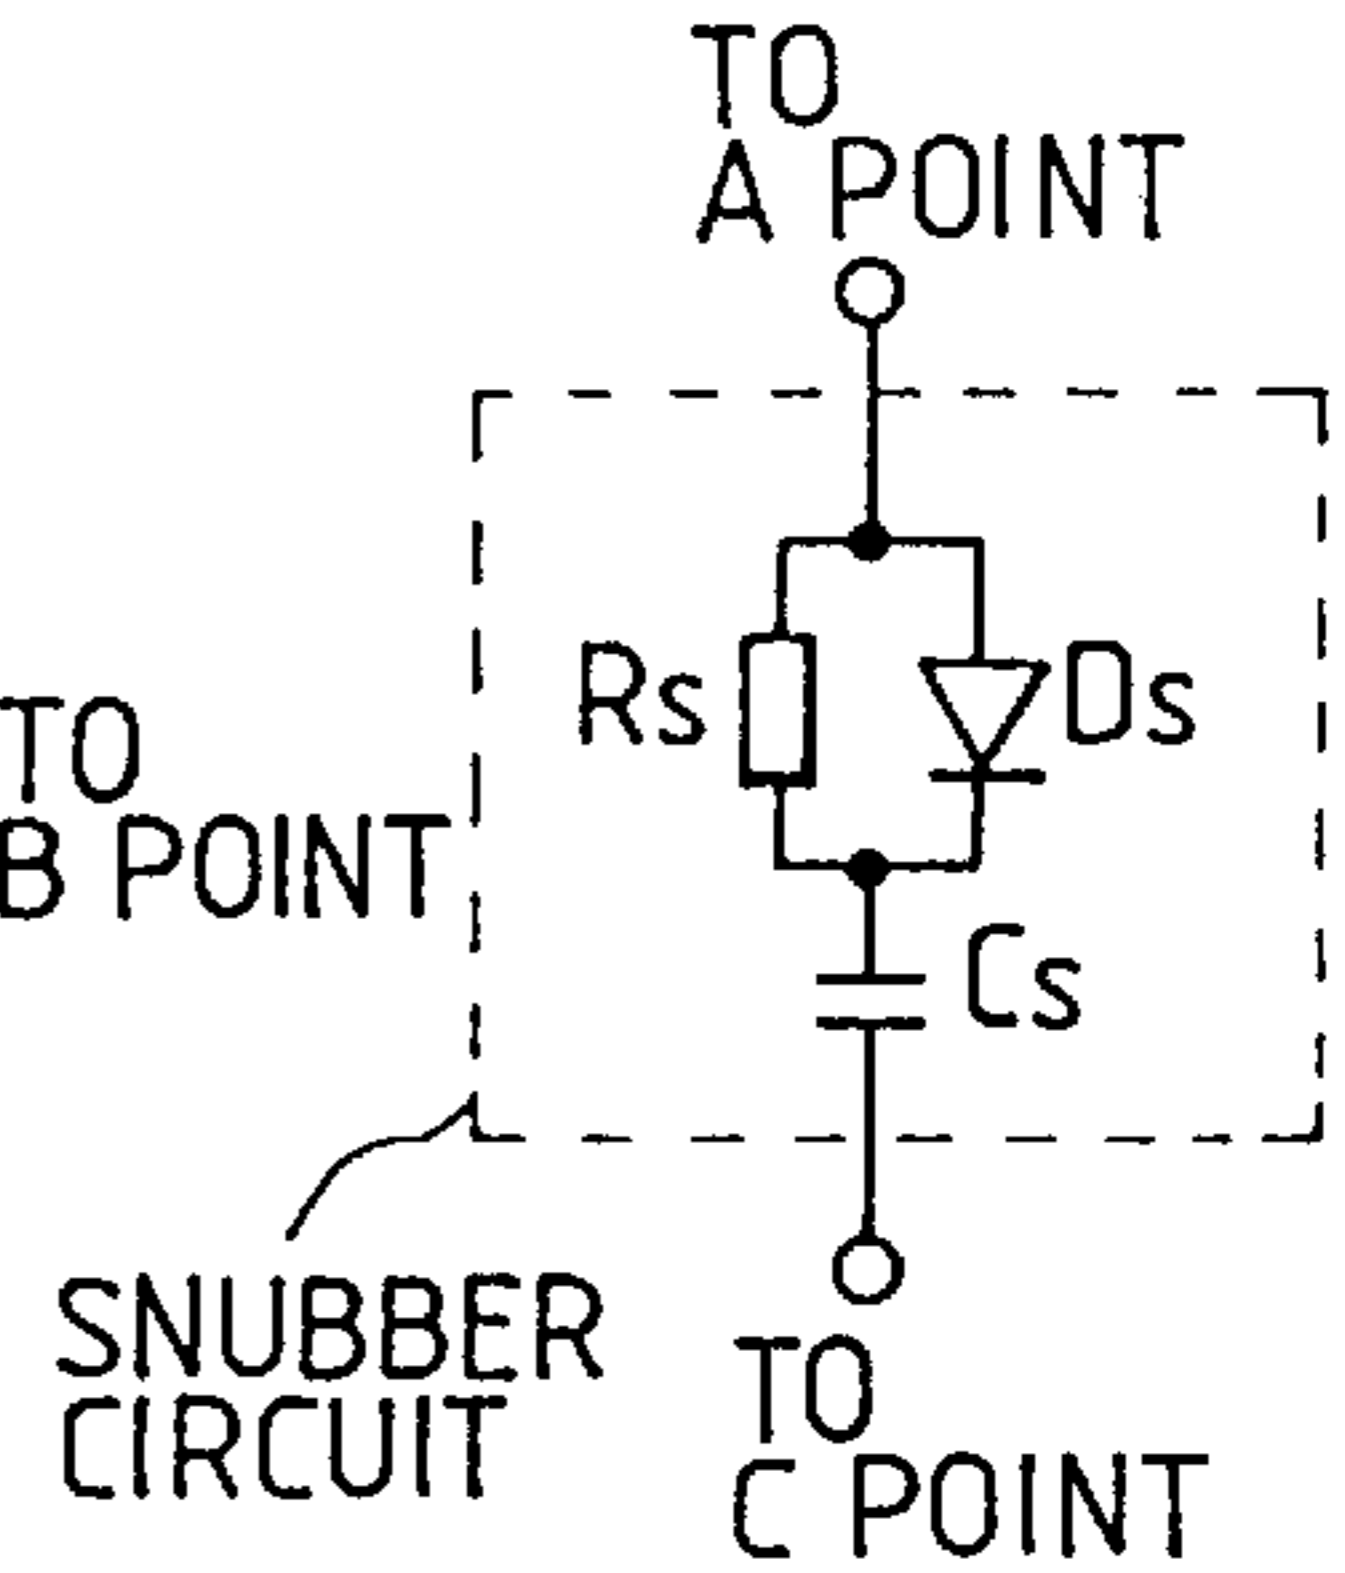 TO
A POINT
Rs
Ds
TO
B POINT
Cs
SNUBBER
CIRCUIT
TO
C POINT